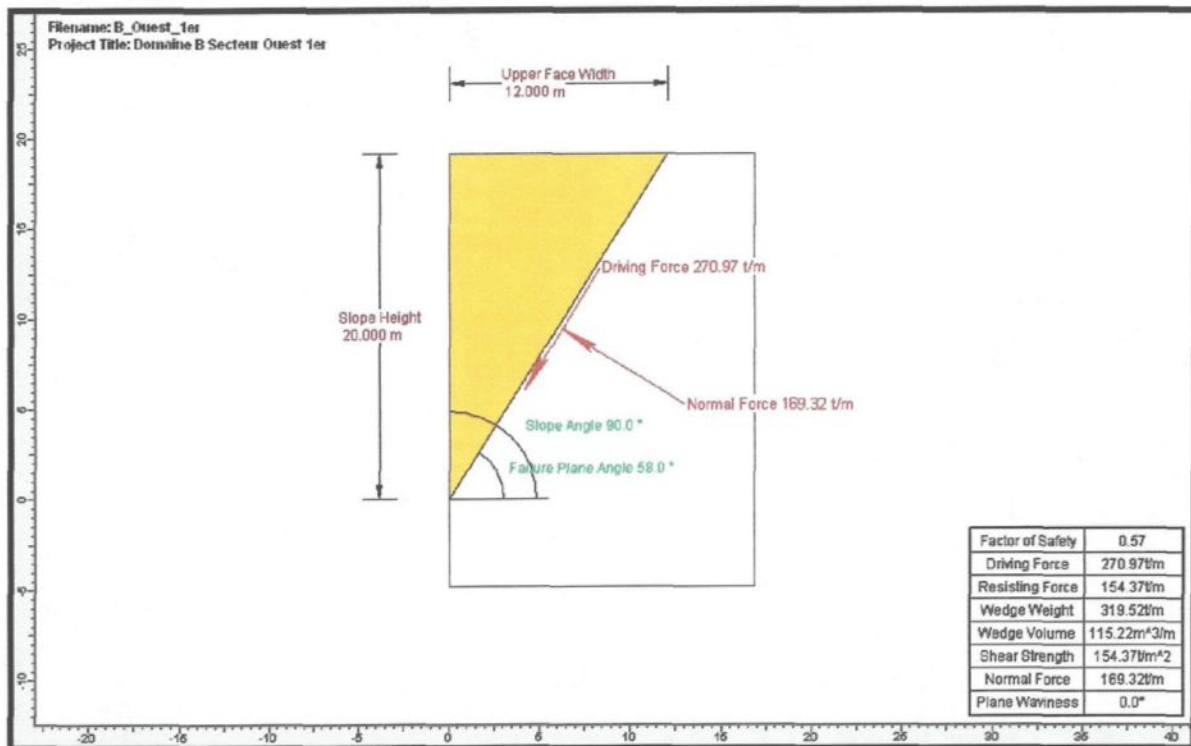 Filename: B_Ouest_1er
Project Title: Domaine B Secteur Ouest 1er
Upper Face Width
12.000 m
Slope Height
20.000 m
Driving Force 270.97 t/m
Normal Force 169.32 t/m
Slope Angle 90.0 °
Failure Plane Angle 58.0 °
Factor of Safety 0.57
Driving Force 270.97t/m
Resisting Force 154.37t/m
Wedge Weight 319.52t/m
Wedge Volume 115.22m^3/m
Shear Strength 154.37t/m^2
Normal Force 169.32t/m
Plane Waviness 0.0°
25
20
15
10
5
0
-5
-10
-20 -15 -10 -5 0 5 10 15 20 25 30 35 40